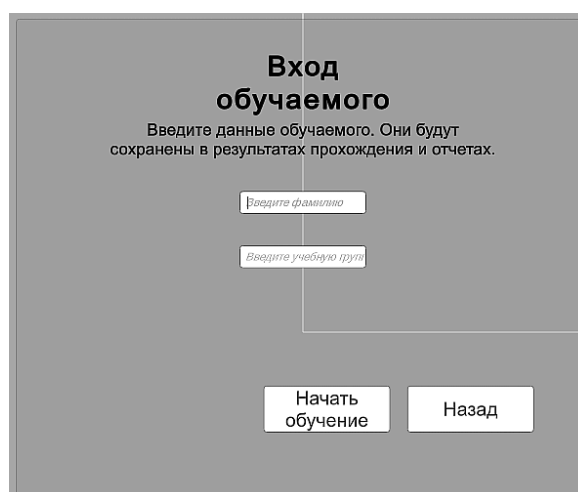 Вход
обучаемого
Введите данные обучаемого. Они будут
сохранены в результатах прохождения и отчетах.
Введите фамилию
Введите учебную груп
Начать
обучение
Назад